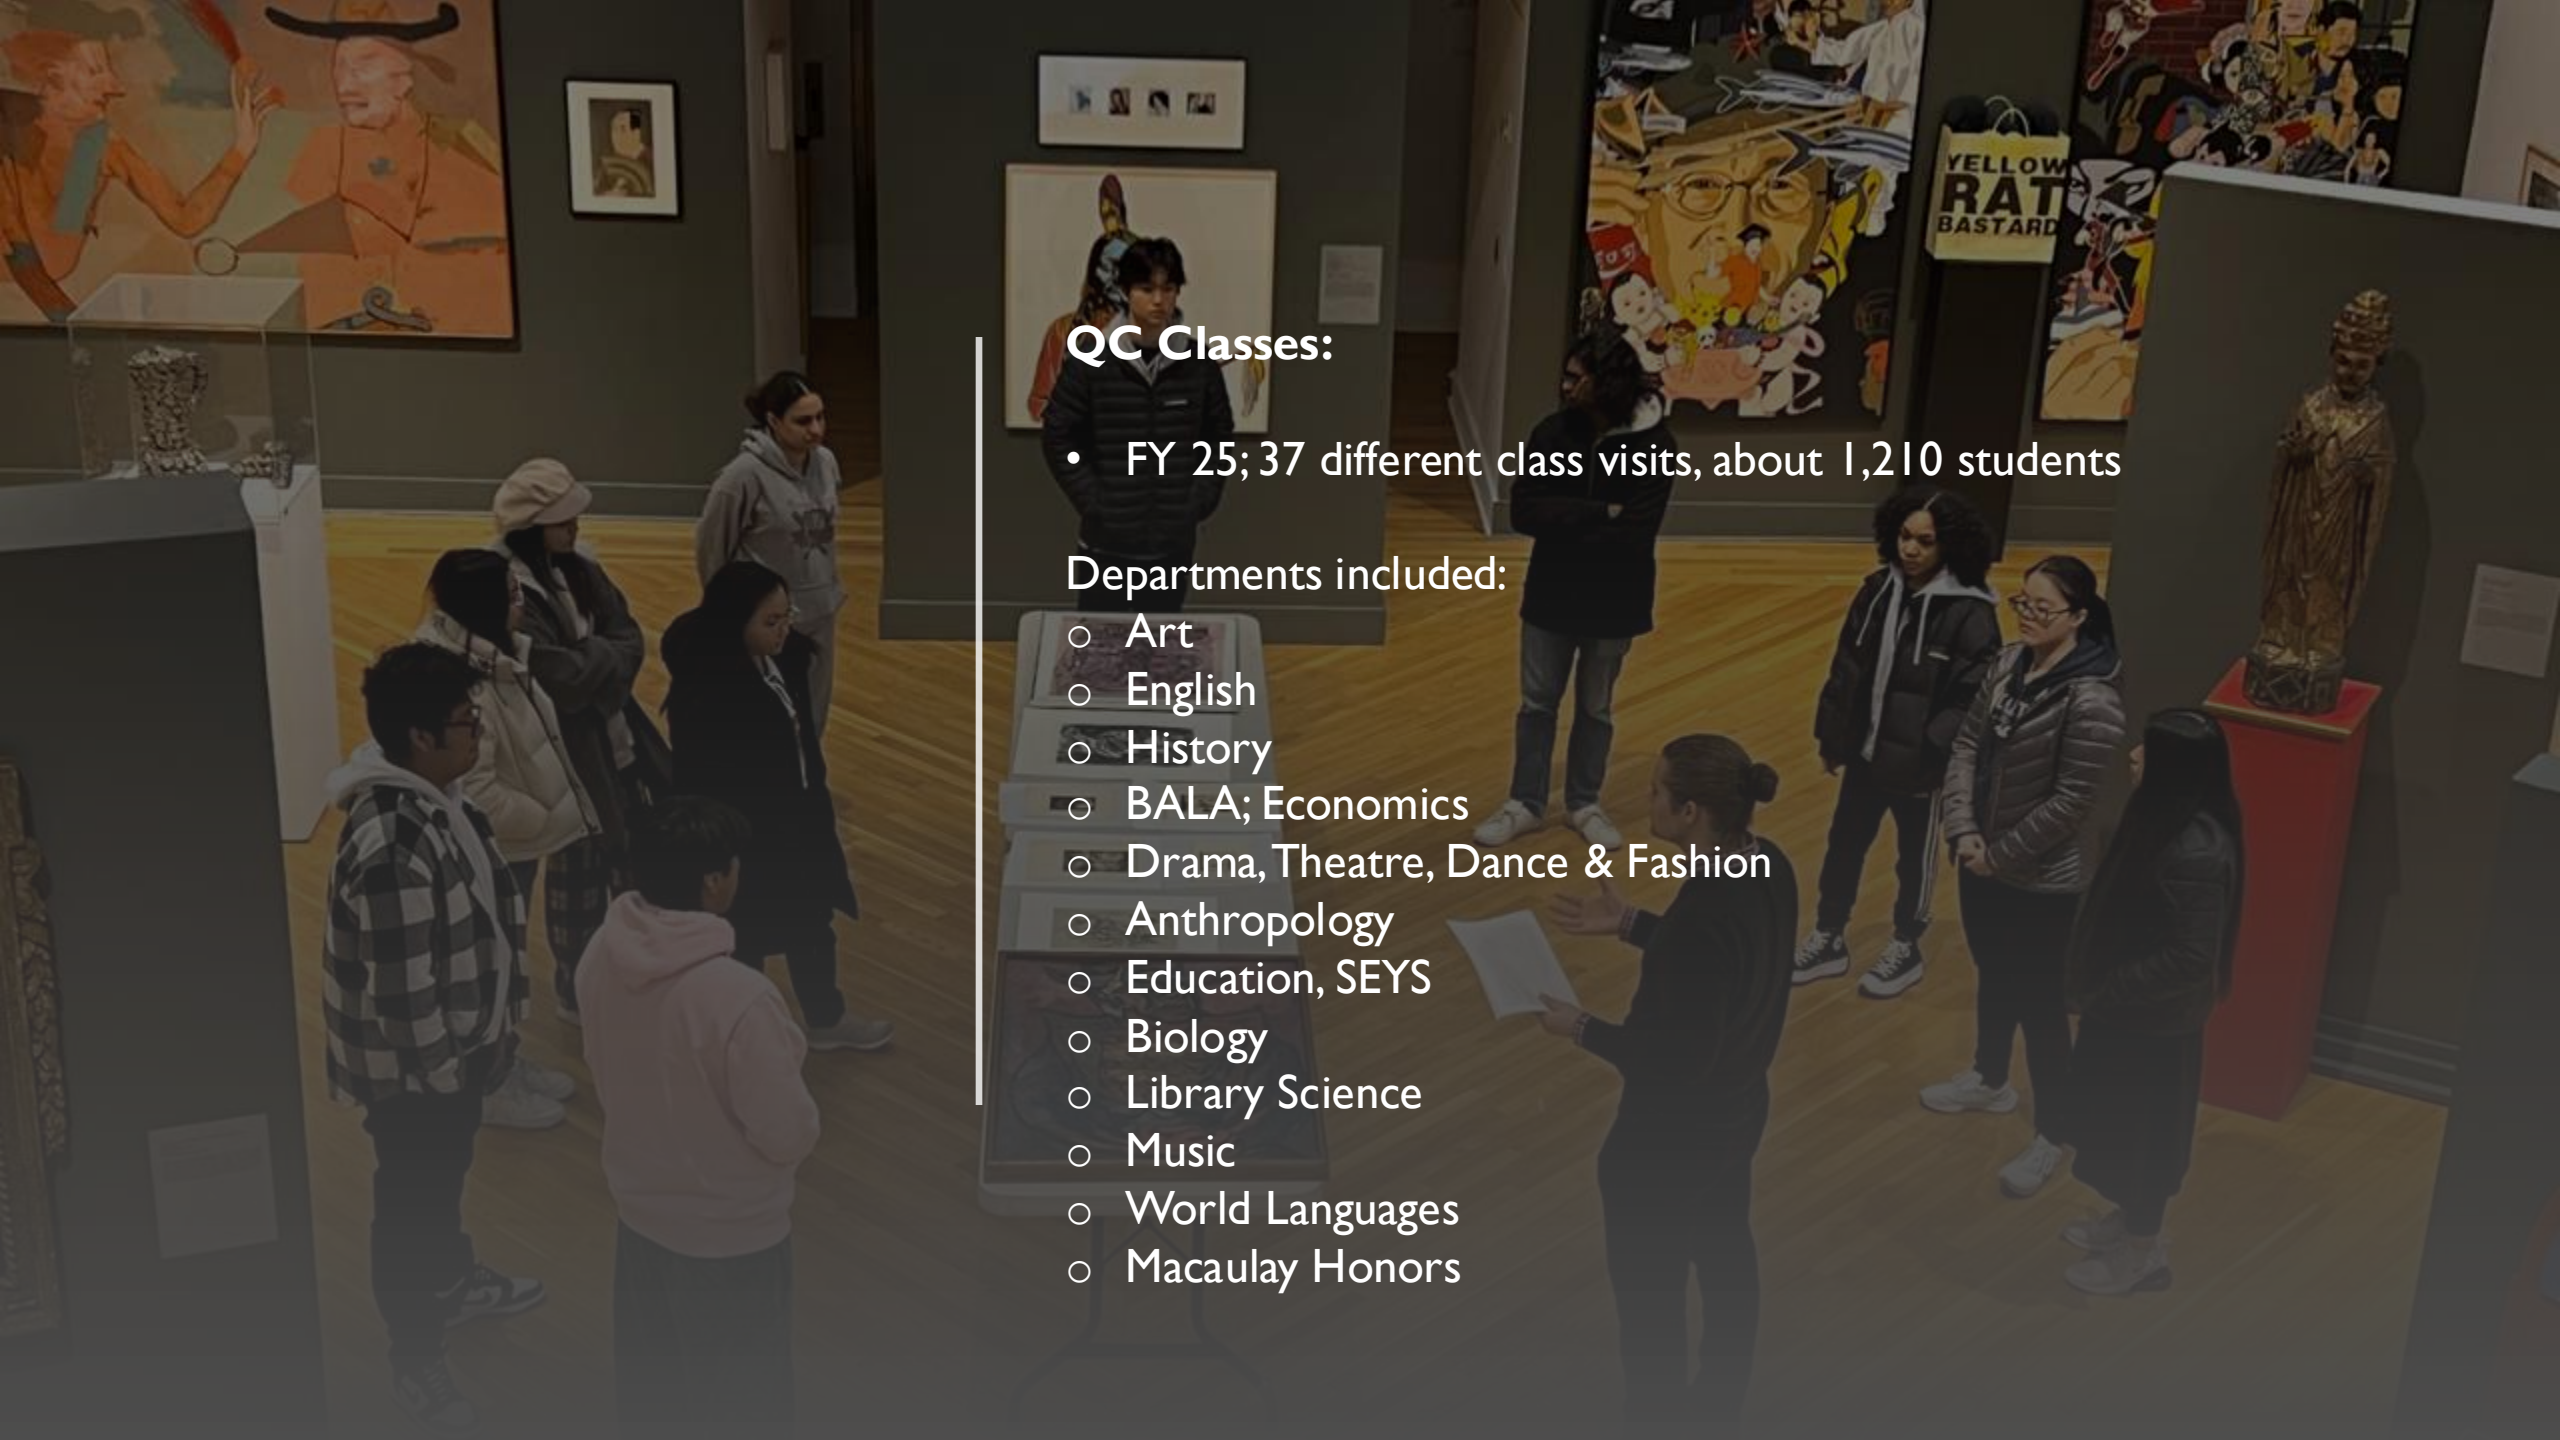 YELLOW
RAT
BASTARD
QC Classes:
• FY 25; 37 different class visits, about 1,210 students
Departments included:
○ Art
○ English
○ History
○ BALA; Economics
○ Drama, Theatre, Dance & Fashion
○ Anthropology
○ Education, SEYS
○ Biology
○ Library Science
○ Music
○ World Languages
○ Macaulay Honors